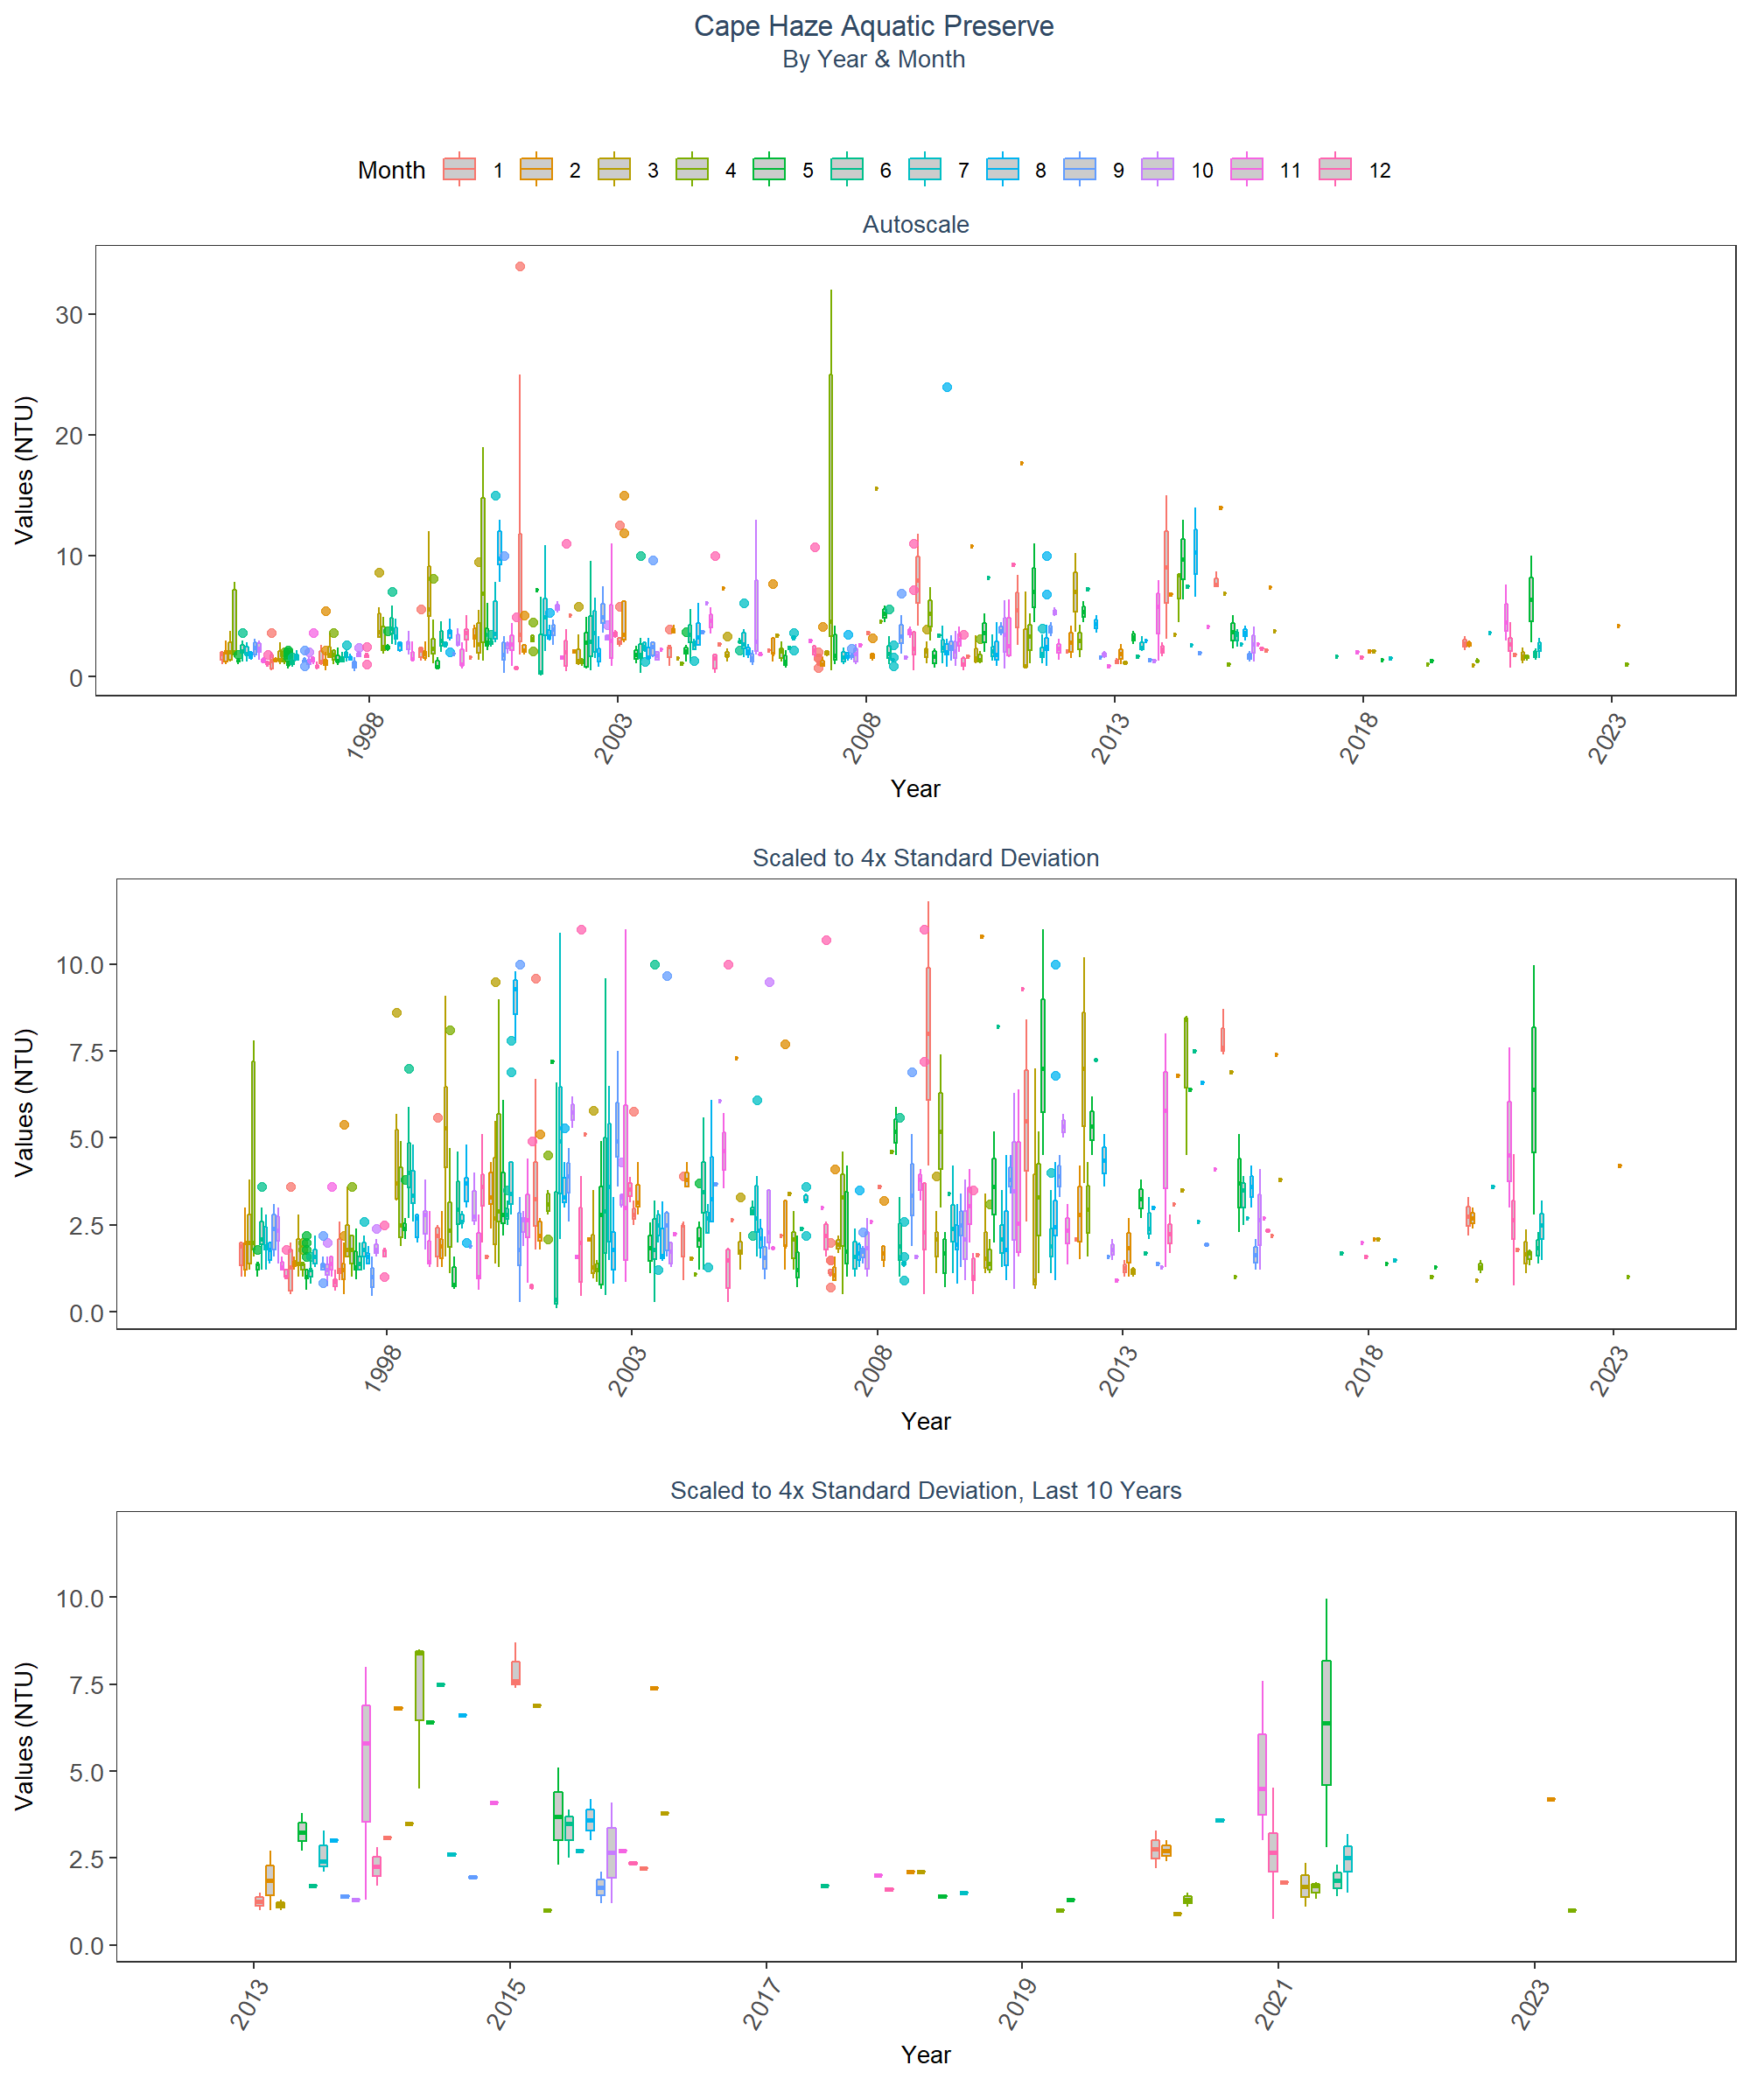 Cape Haze Aquatic Preserve
By Year & Month
Month 1 2 3 4 5 6 7 8 9 10 11 12
Autoscale
Values (NTU)
30
20
10
0
1998 2003 2008 2013 2018 2023
Year
Scaled to 4x Standard Deviation
Values (NTU)
10.0
7.5
5.0
2.5
0.0
1998 2003 2008 2013 2018 2023
Year
Scaled to 4x Standard Deviation, Last 10 Years
Values (NTU)
10.0
7.5
5.0
2.5
0.0
2013 2015 2017 2019 2021 2023
Year